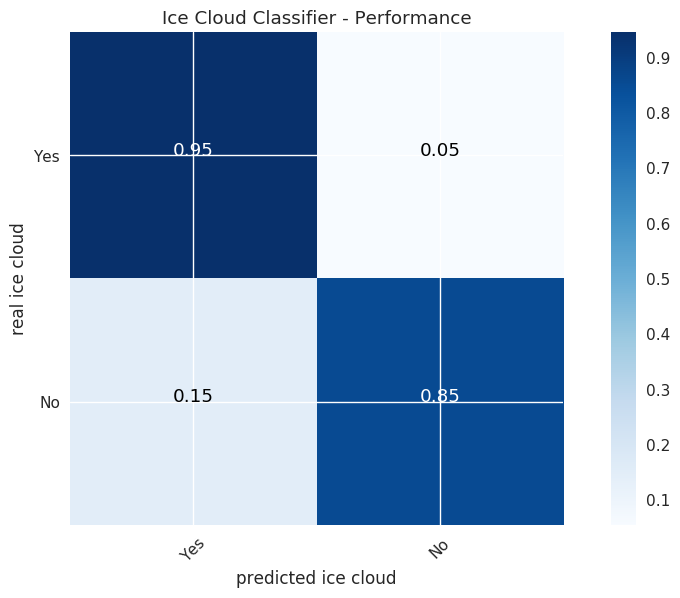 Ice Cloud Classifier - Performance
real ice cloud
Yes
0.95
0.05
No
0.15
0.85
Yes
No
predicted ice cloud
0.9
0.8
0.7
0.6
0.5
0.4
0.3
0.2
0.1